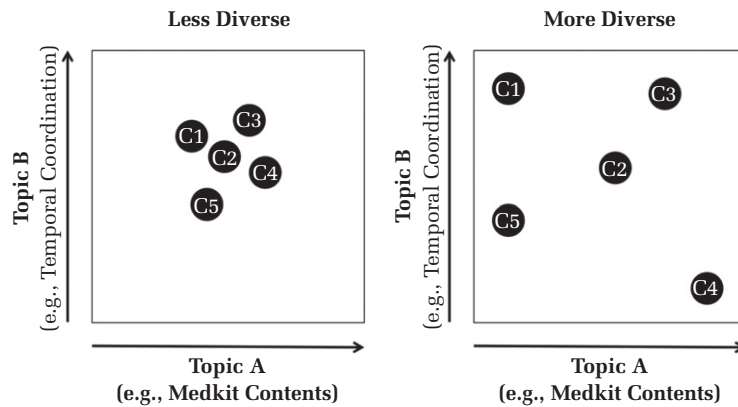 Less Diverse
Topic B
(e.g., Temporal Coordination)
C1
C3
C2
C4
C5
Topic A
(e.g., Medkit Contents)
More Diverse
Topic B
(e.g., Temporal Coordination)
C1
C3
C2
C5
C4
Topic A
(e.g., Medkit Contents)